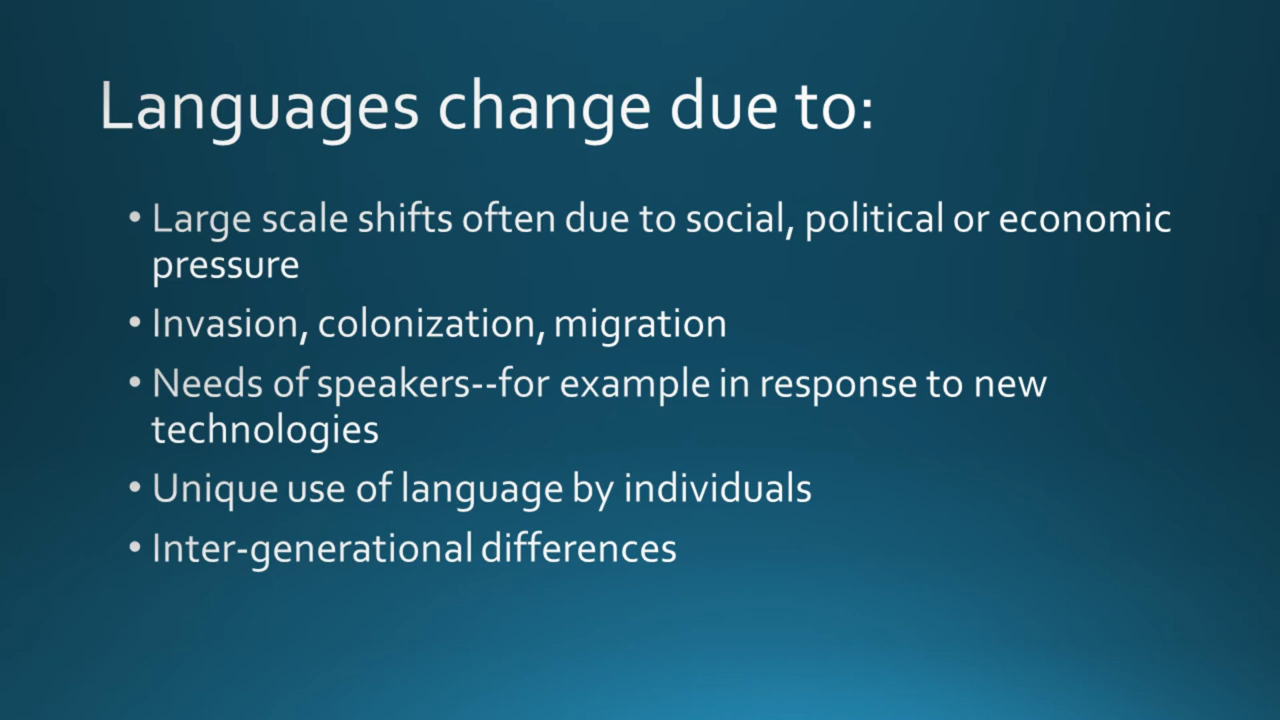 Languages change due to:
• Large scale shifts often due to social, political or economic
pressure
• Invasion, colonization, migration
• Needs of speakers--for example in response to new
technologies
• Unique use of language by individuals
• Inter-generational differences